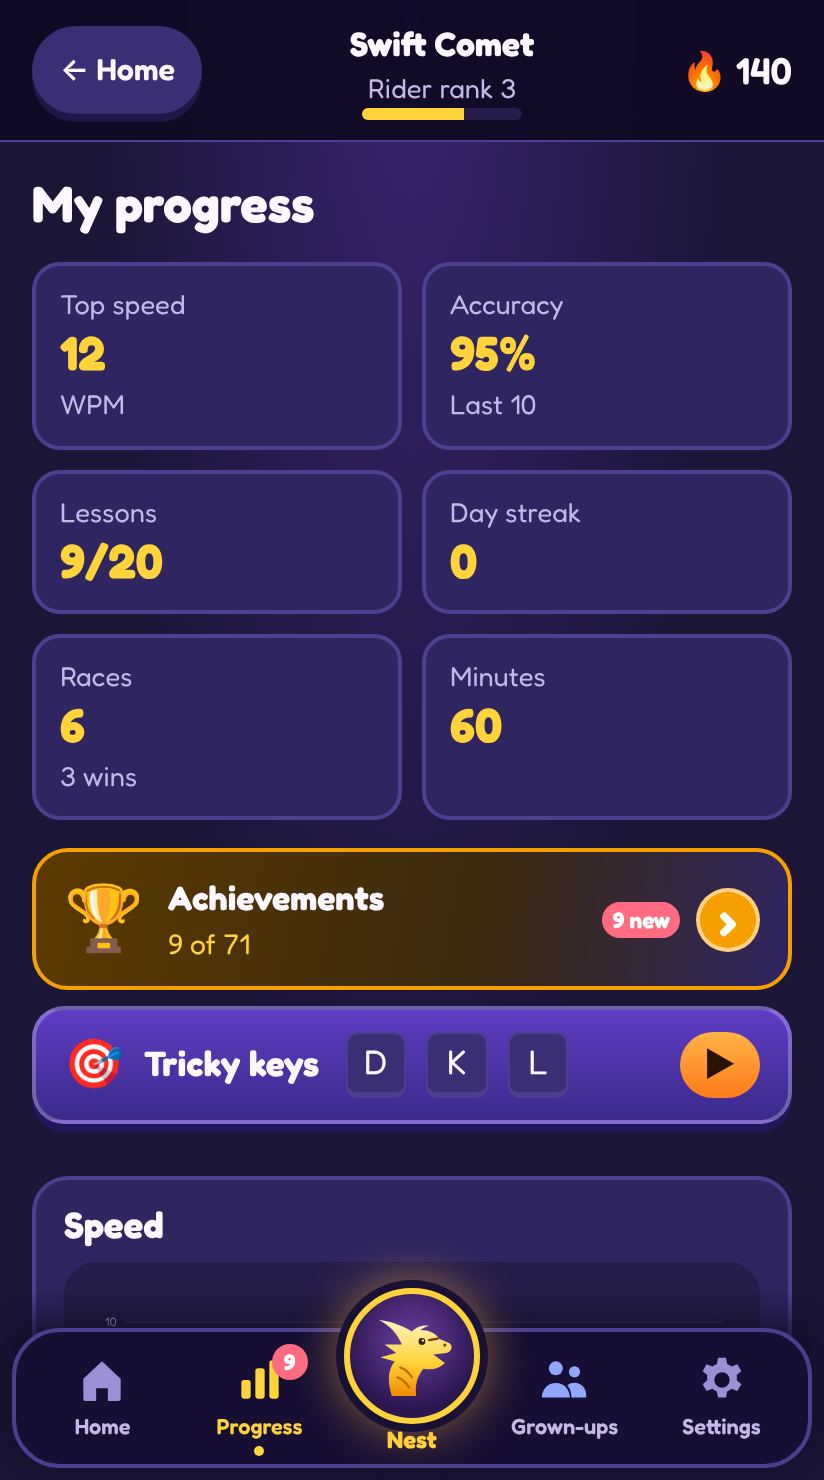 ← Home
Swift Comet
Rider rank 3
140
My progress
Top speed
12
WPM
Accuracy
95%
Last 10
Lessons
9/20
Day streak
0
Races
6
3 wins
Minutes
60
Achievements
9 of 71
9 new
Tricky keys D K L
Speed
10
9
Home
Progress
Nest
Grown-ups
Settings